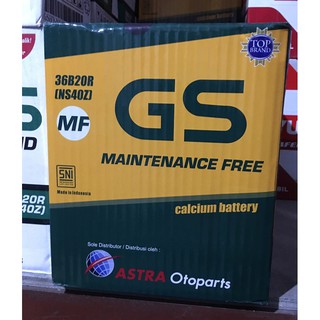 TOP
BRAND
36B20R
(NS40Z)
GS
MF
MAINTENANCE FREE
SNI
Made in Indonesia
calcium battery
Sole Distributor / Distribusi oleh :
ASTRA Otoparts